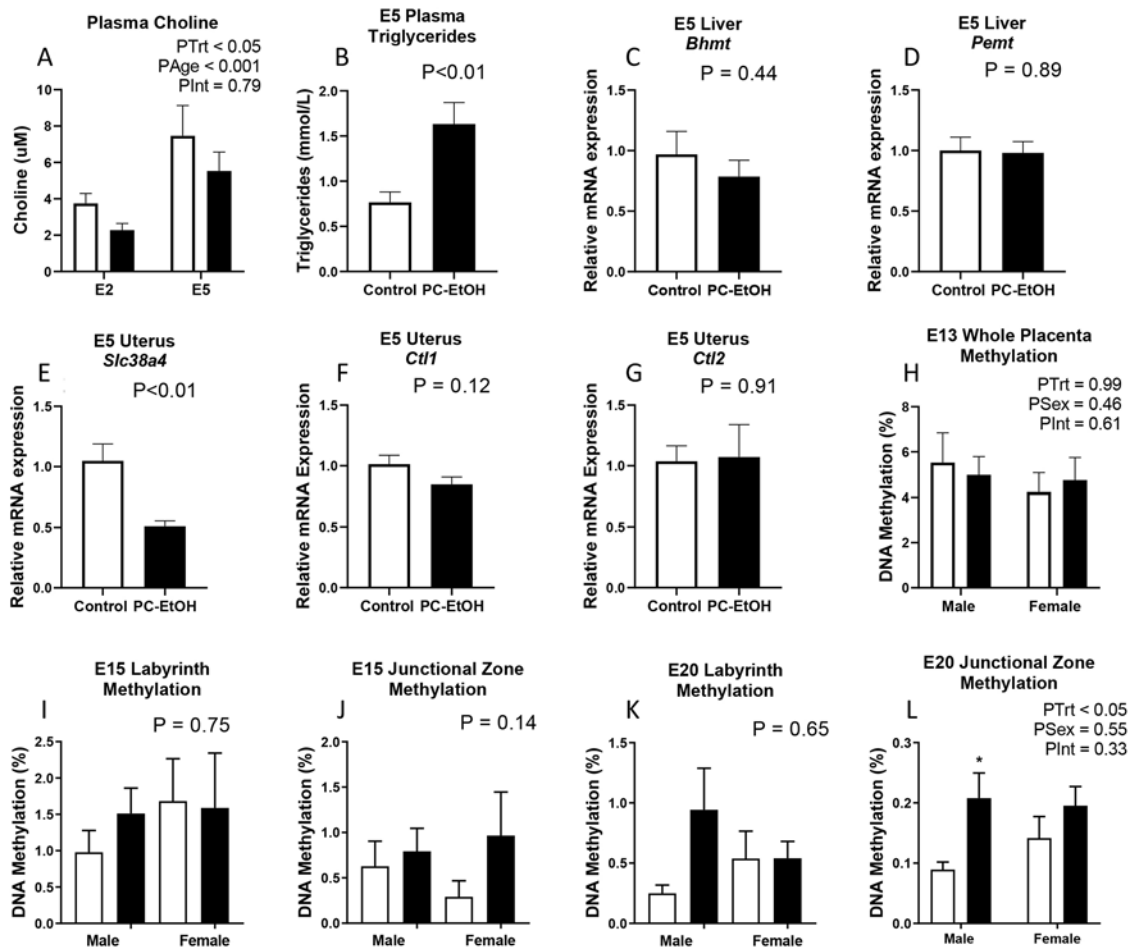 A
Plasma Choline
PTrt < 0.05
PAge < 0.001
PInt = 0.79
Choline (uM)
10
8
6
4
2
0
E2 E5
B
E5 Plasma
Triglycerides
P<0.01
Triglycerides (mmol/L)
2.0
1.5
1.0
0.5
0.0
Control PC-EtOH
C
E5 Liver
Bhmt
P = 0.44
Relative mRNA expression
1.5
1.0
0.5
0.0
Control PC-EtOH
D
E5 Liver
Pemt
P = 0.89
Relative mRNA expression
1.5
1.0
0.5
0.0
Control PC-EtOH
E
E5 Uterus
Slc38a4
P<0.01
Relative mRNA expression
1.5
1.0
0.5
0.0
Control PC-EtOH
F
E5 Uterus
Ctl1
P = 0.12
Relative mRNA Expression
1.5
1.0
0.5
0.0
Control PC-EtOH
G
E5 Uterus
Ctl2
P = 0.91
Relative mRNA Expression
1.5
1.0
0.5
0.0
Control PC-EtOH
H
E13 Whole Placenta
Methylation
PTrt = 0.99
PSex = 0.46
PInt = 0.61
DNA Methylation (%)
8
6
4
2
0
Male Female
I
E15 Labyrinth
Methylation
P = 0.75
DNA Methylation (%)
2.5
2.0
1.5
1.0
0.5
0.0
Male Female
J
E15 Junctional Zone
Methylation
P = 0.14
DNA Methylation (%)
2.0
1.5
1.0
0.5
0.0
Male Female
K
E20 Labyrinth
Methylation
P = 0.65
DNA Methylation (%)
1.5
1.0
0.5
0.0
Male Female
L
E20 Junctional Zone
Methylation
PTrt < 0.05
PSex = 0.55
PInt = 0.33
DNA Methylation (%)
0.3
0.2
0.1
0.0
*
Male Female